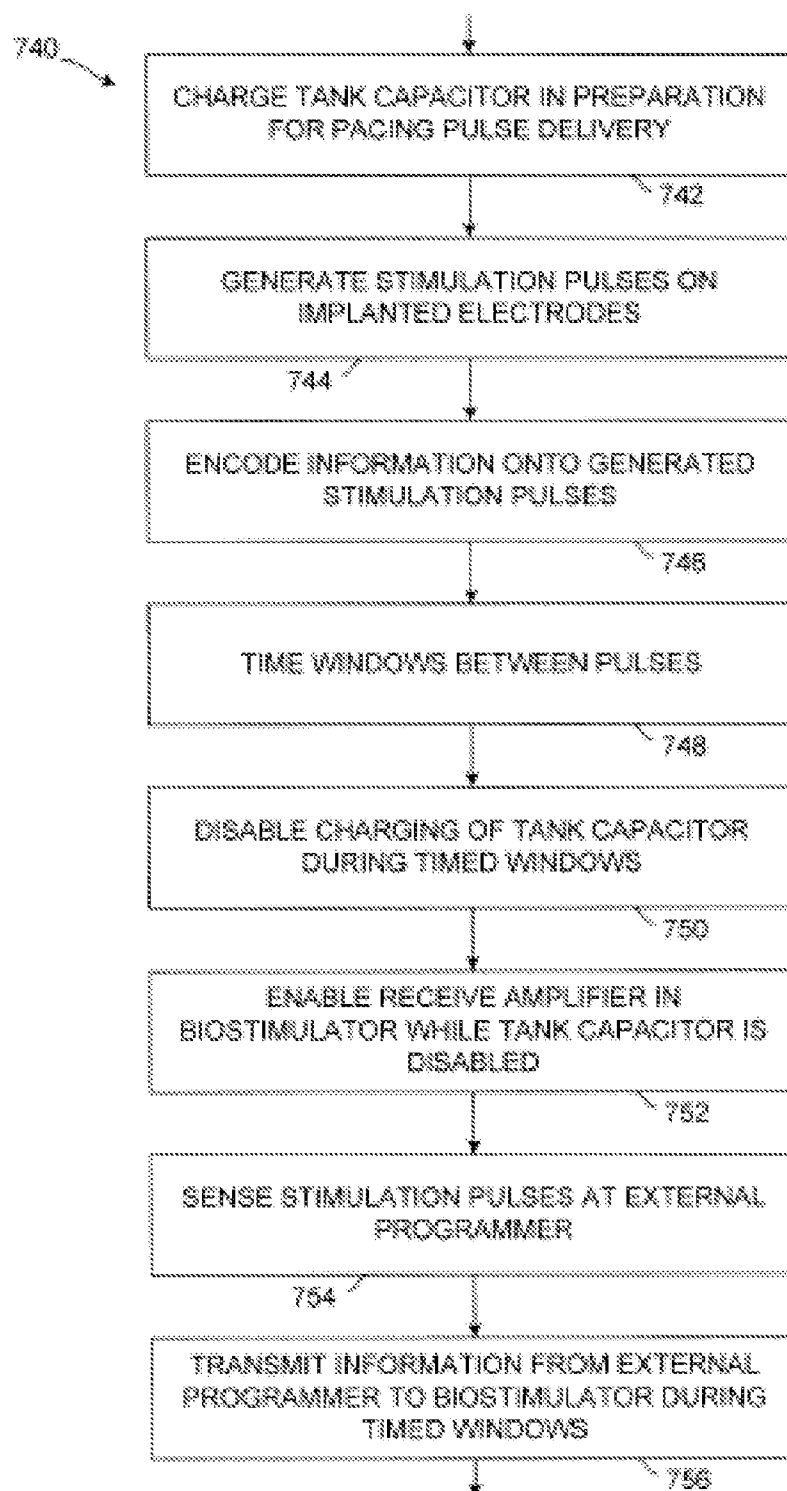 740
CHARGE TANK CAPACITOR IN PREPARATION
FOR PACING PULSE DELIVERY
742
GENERATE STIMULATION PULSES ON
IMPLANTED ELECTRODES
744
ENCODE INFORMATION ONTO GENERATED
STIMULATION PULSES
746
TIME WINDOWS BETWEEN PULSES
748
DISABLE CHARGING OF TANK CAPACITOR
DURING TIMED WINDOWS
750
ENABLE RECEIVE AMPLIFIER IN
BIOSTIMULATOR WHILE TANK CAPACITOR IS
DISABLED
752
SENSE STIMULATION PULSES AT EXTERNAL
PROGRAMMER
754
TRANSMIT INFORMATION FROM EXTERNAL
PROGRAMMER TO BIOSTIMULATOR DURING
TIMED WINDOWS
756